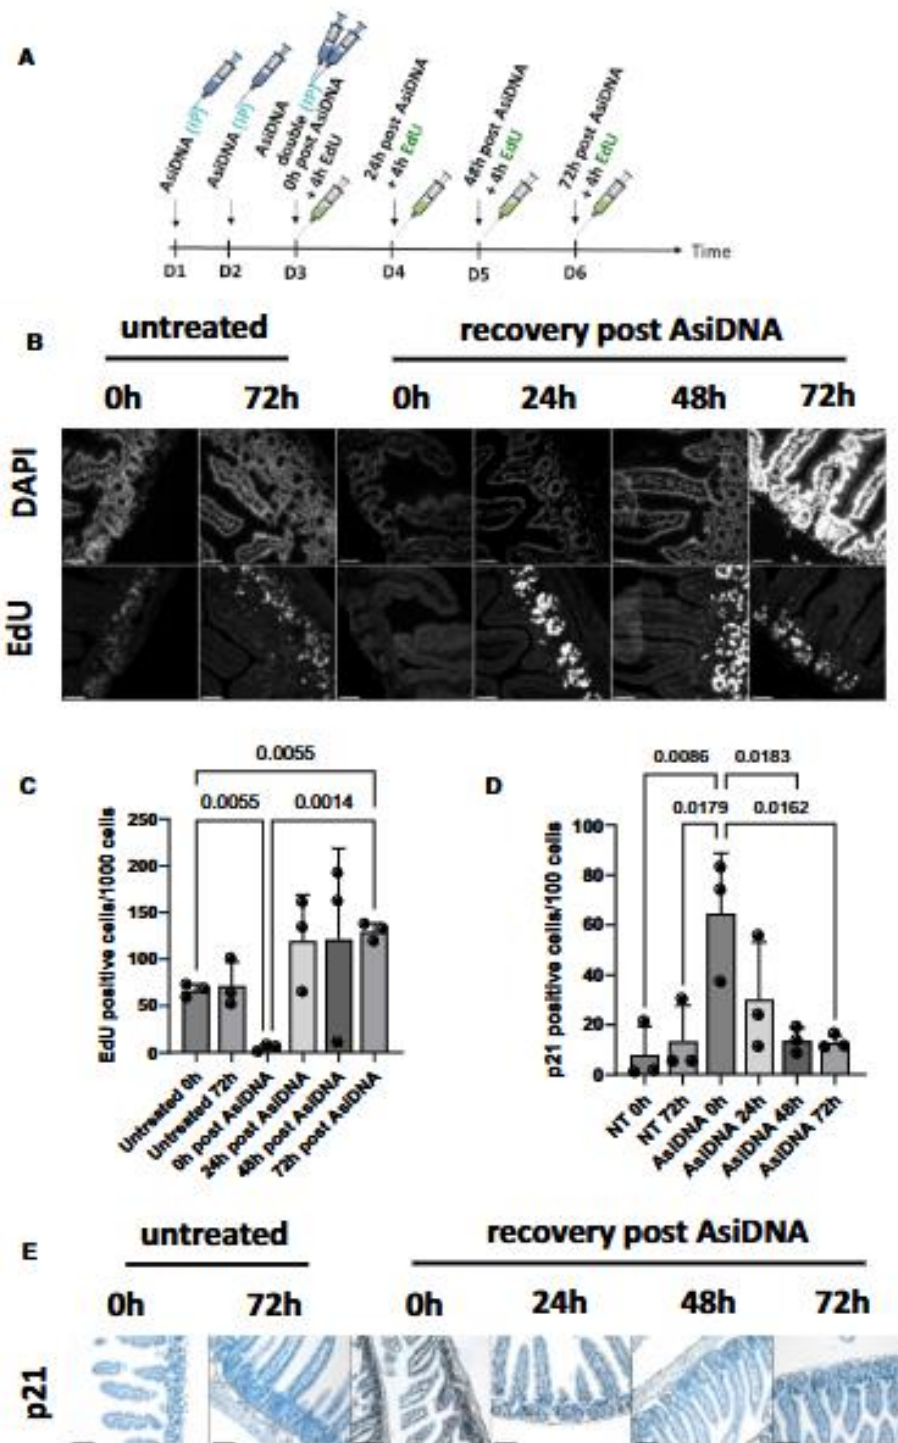 A
AsiDNA (IP)
AsiDNA (IP)
AsiDNA
double (IP)
0h post AsiDNA
+ 4h EdU
24h post AsiDNA
+ 4h EdU
48h post AsiDNA
+ 4h EdU
72h post AsiDNA
+ 4h EdU
D1 D2 D3 D4 D5 D6 Time
B
untreated recovery post AsiDNA
0h 72h 0h 24h 48h 72h
DAPI
EdU
C
0.0055
0.0055 0.0014
EdU positive cells/1000 cells
250
200
150
100
50
0
Untreated 0h
Untreated 72h
0h post AsiDNA
24h post AsiDNA
48h post AsiDNA
72h post AsiDNA
D
0.0086 0.0183
0.0179 0.0162
p21 positive cells/100 cells
100
80
60
40
20
0
NT 0h
NT 72h
AsiDNA 0h
AsiDNA 24h
AsiDNA 48h
AsiDNA 72h
E
untreated recovery post AsiDNA
0h 72h 0h 24h 48h 72h
p21